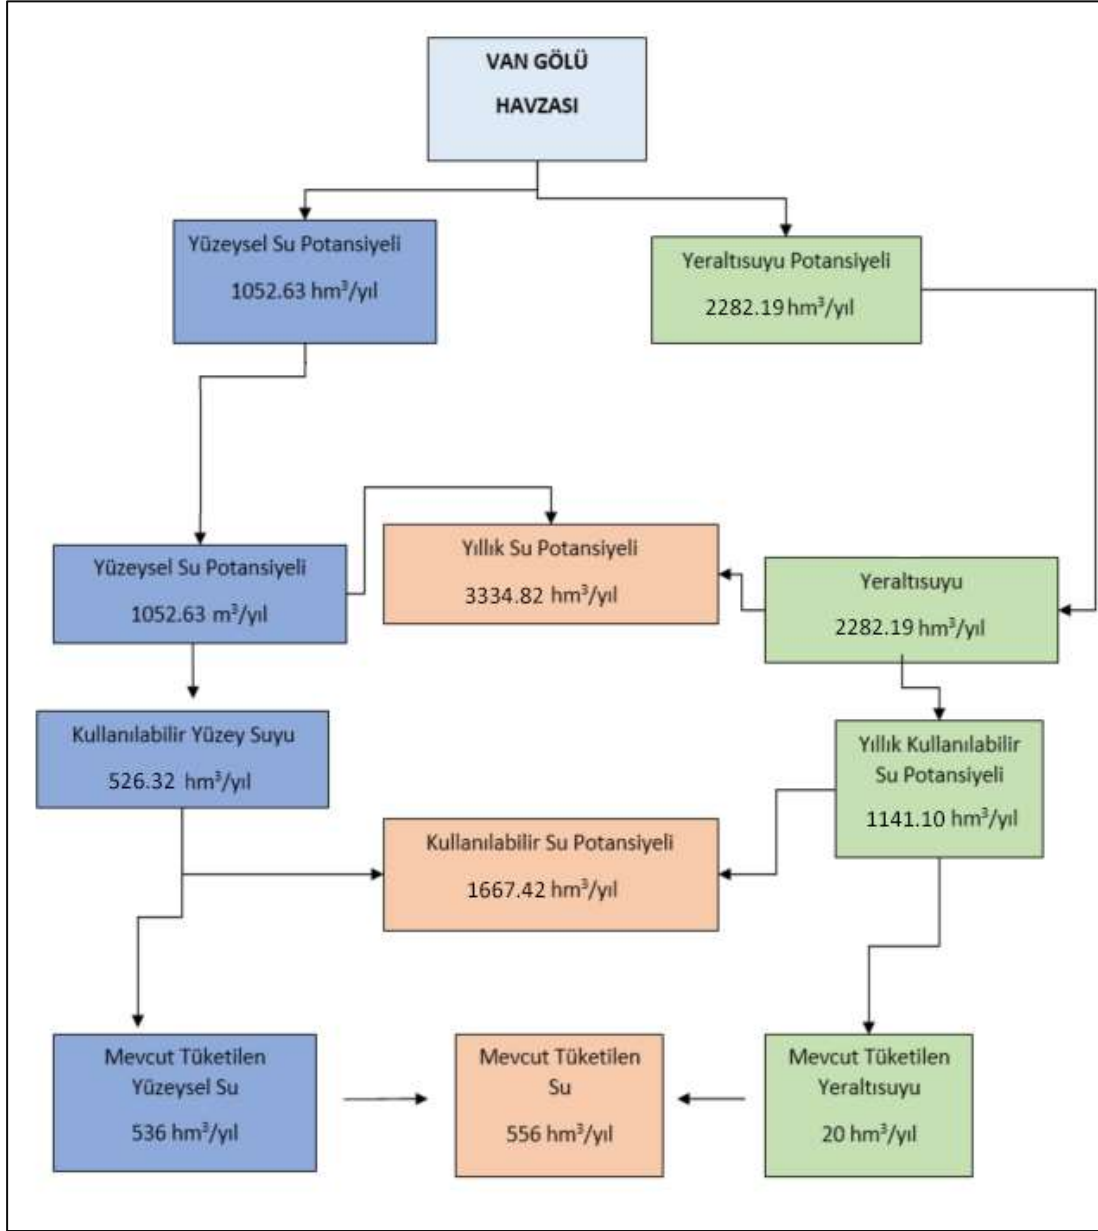 VAN GÖLÜ
HAVZASI
Yüzeysel Su Potansiyeli
1052.63 hm³/yıl
Yeraltısuyu Potansiyeli
2282.19 hm³/yıl
Yüzeysel Su Potansiyeli
1052.63 m³/yıl
Yıllık Su Potansiyeli
3334.82 hm³/yıl
Yeraltısuyu
2282.19 hm³/yıl
Kullanılabilir Yüzey Suyu
526.32 hm³/yıl
Yıllık Kullanılabilir
Su Potansiyeli
1141.10 hm³/yıl
Kullanılabilir Su Potansiyeli
1667.42 hm³/yıl
Mevcut Tüketilen
Yüzeysel Su
536 hm³/yıl
Mevcut Tüketilen
Su
556 hm³/yıl
Mevcut Tüketilen
Yeraltısuyu
20 hm³/yıl